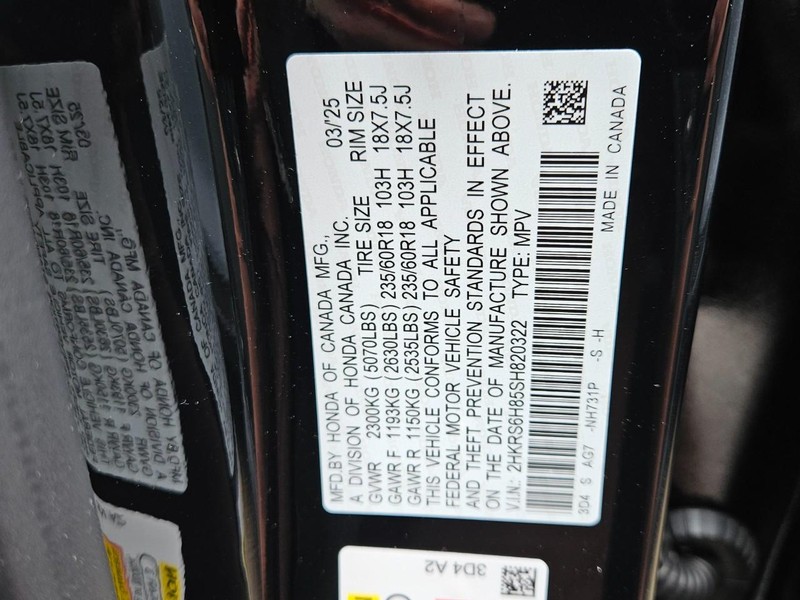 MFD.BY HONDA OF CANADA MFG.,
A DIVISION OF HONDA CANADA INC. 03/'25
GVWR 2300KG (5070LBS) TIRE SIZE RIM SIZE
GAWR F 1193KG (2630LBS) 235/60R18 103H 18X7.5J
GAWR R 1150KG (2535LBS) 235/60R18 103H 18X7.5J
THIS VEHICLE CONFORMS TO ALL APPLICABLE
FEDERAL MOTOR VEHICLE SAFETY
AND THEFT PREVENTION STANDARDS IN EFFECT
ON THE DATE OF MANUFACTURE SHOWN ABOVE.
V.I.N.: 2HKRS6H85SH820322 TYPE: MPV
3D4 S AG7 -NH731P -S -H
MADE IN CANADA
3D4 A2